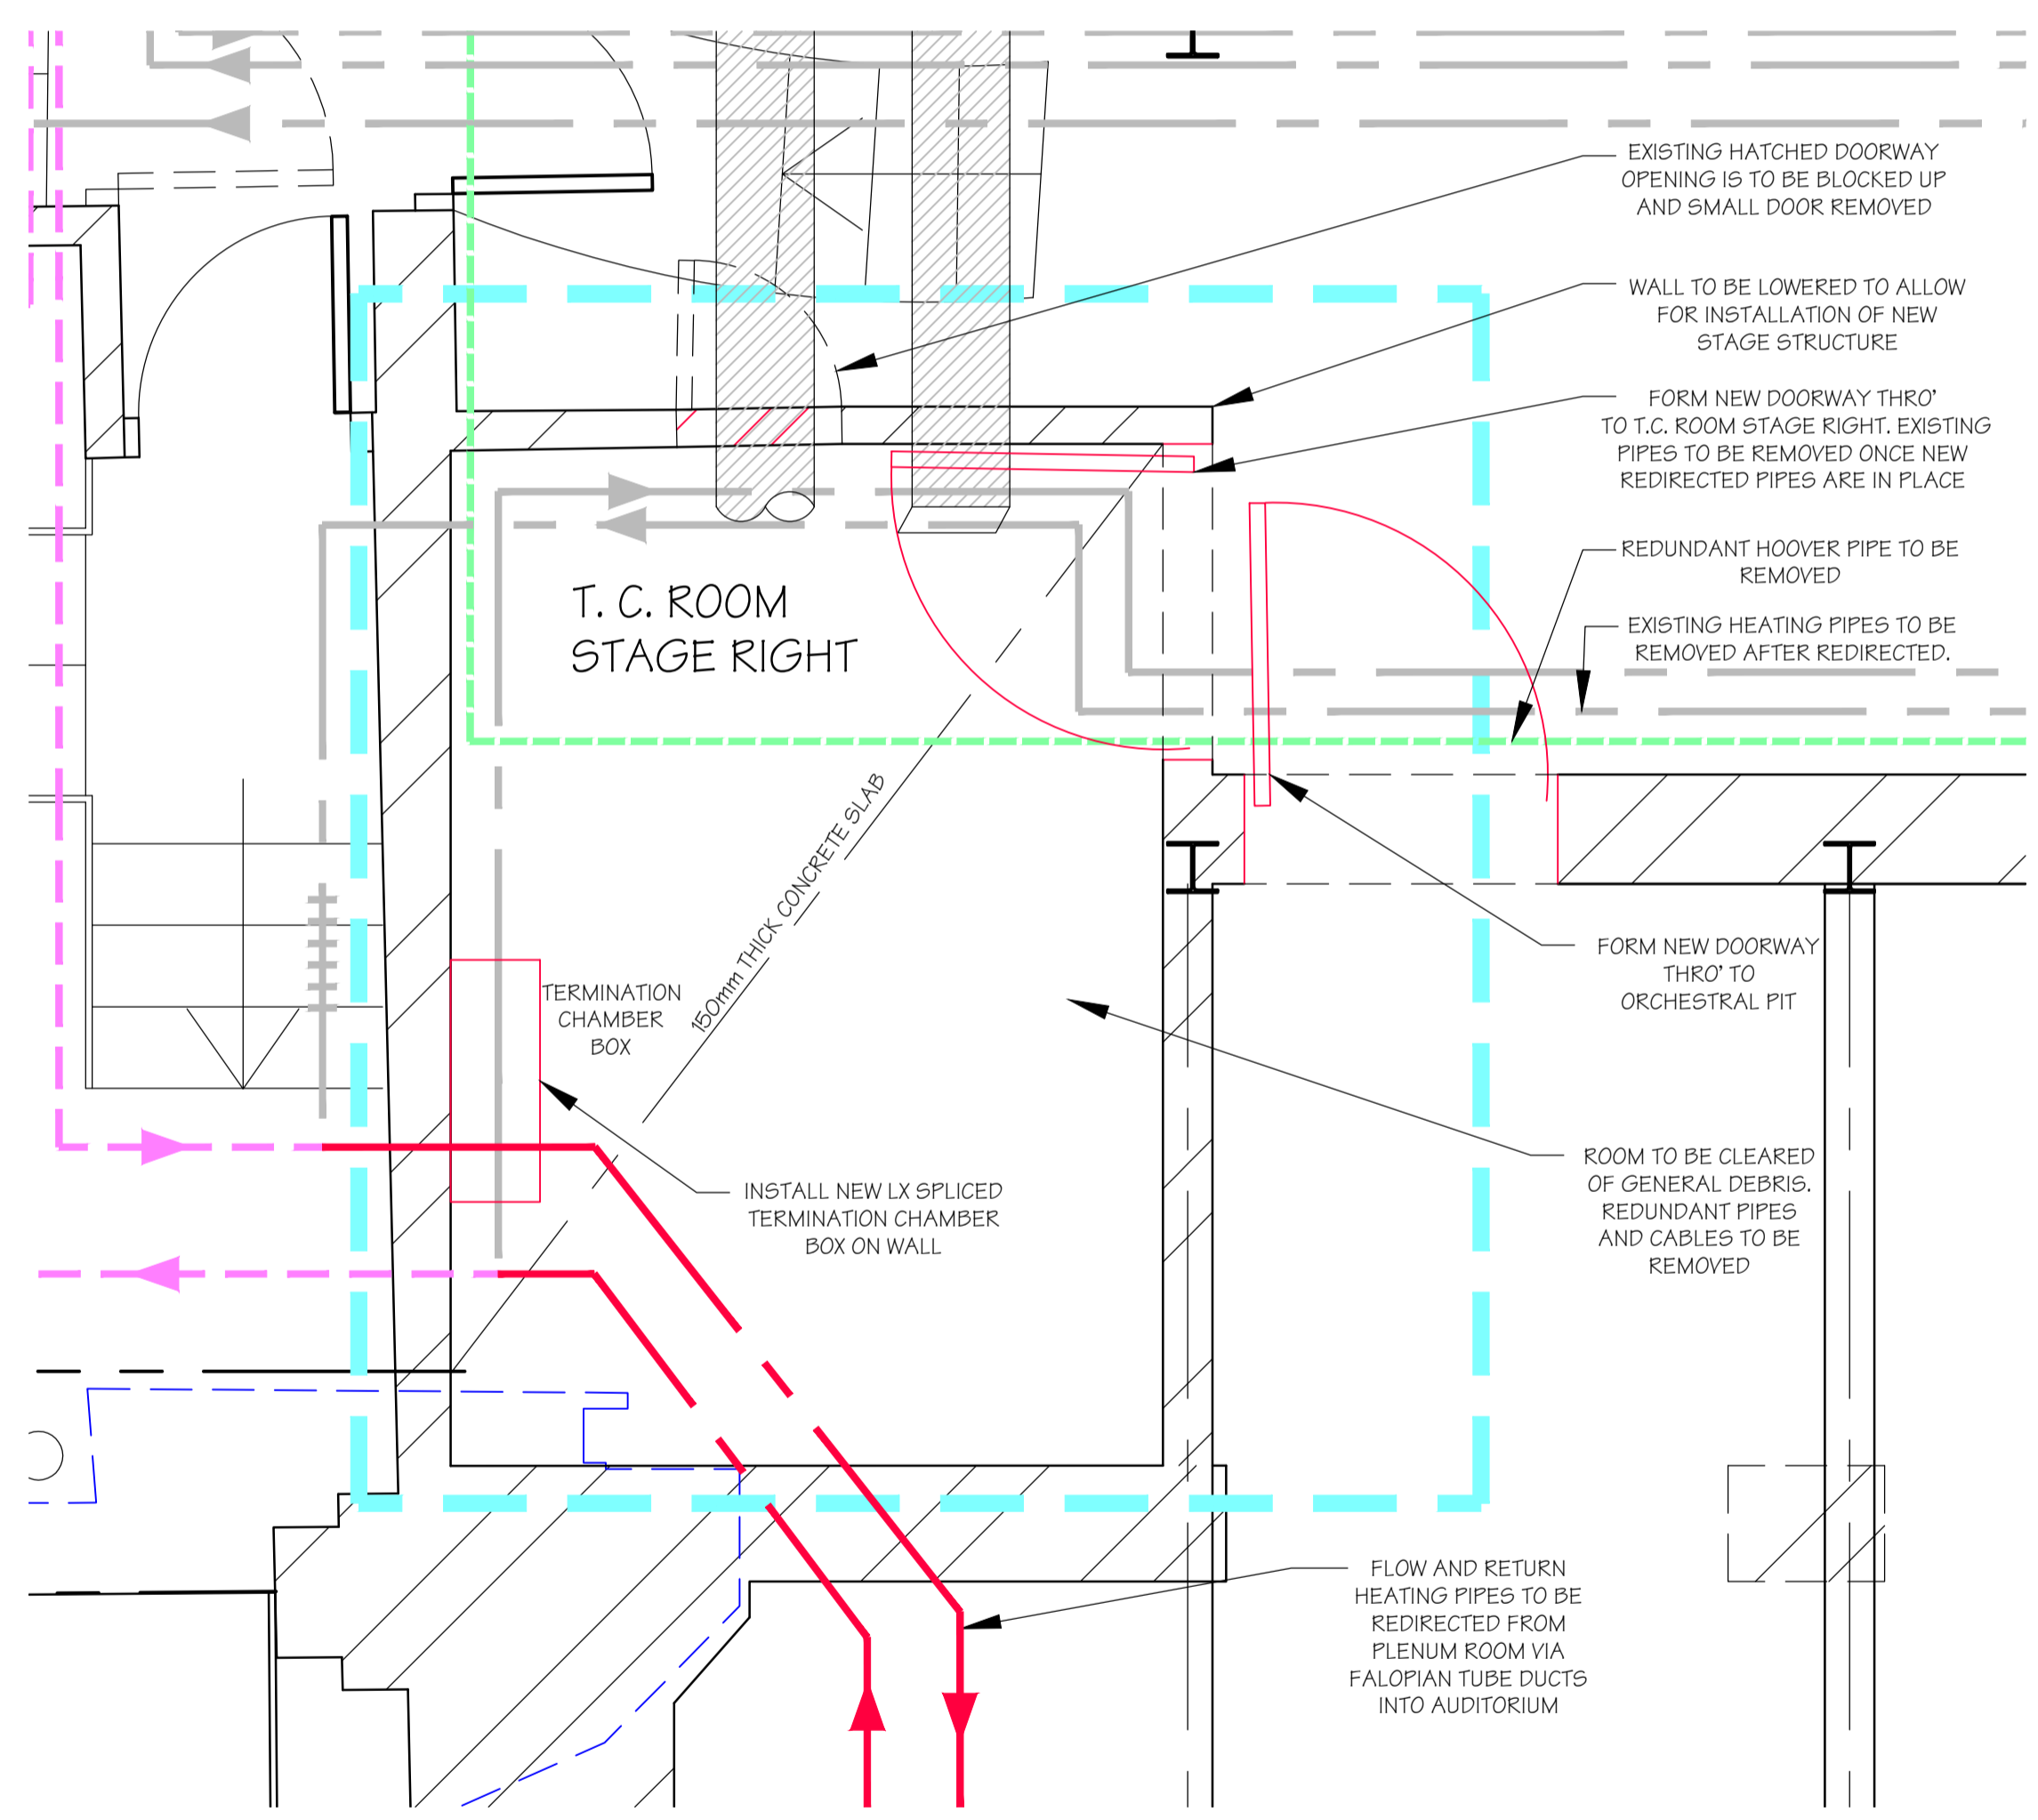 EXISTING HATCHED DOORWAY
OPENING IS TO BE BLOCKED UP
AND SMALL DOOR REMOVED
WALL TO BE LOWERED TO ALLOW
FOR INSTALLATION OF NEW
STAGE STRUCTURE
FORM NEW DOORWAY THRO'
TO T.C. ROOM STAGE RIGHT. EXISTING
PIPES TO BE REMOVED ONCE NEW
REDIRECTED PIPES ARE IN PLACE
REDUNDANT HOOVER PIPE TO BE
REMOVED
EXISTING HEATING PIPES TO BE
REMOVED AFTER REDIRECTED.
T. C. ROOM
STAGE RIGHT
150mm THICK CONCRETE SLAB
FORM NEW DOORWAY
THRO' TO
ORCHESTRAL PIT
TERMINATION
CHAMBER
BOX
INSTALL NEW LX SPLICED
TERMINATION CHAMBER
BOX ON WALL
ROOM TO BE CLEARED
OF GENERAL DEBRIS.
REDUNDANT PIPES
AND CABLES TO BE
REMOVED
FLOW AND RETURN
HEATING PIPES TO BE
REDIRECTED FROM
PLENUM ROOM VIA
FALOPIAN TUBE DUCTS
INTO AUDITORIUM